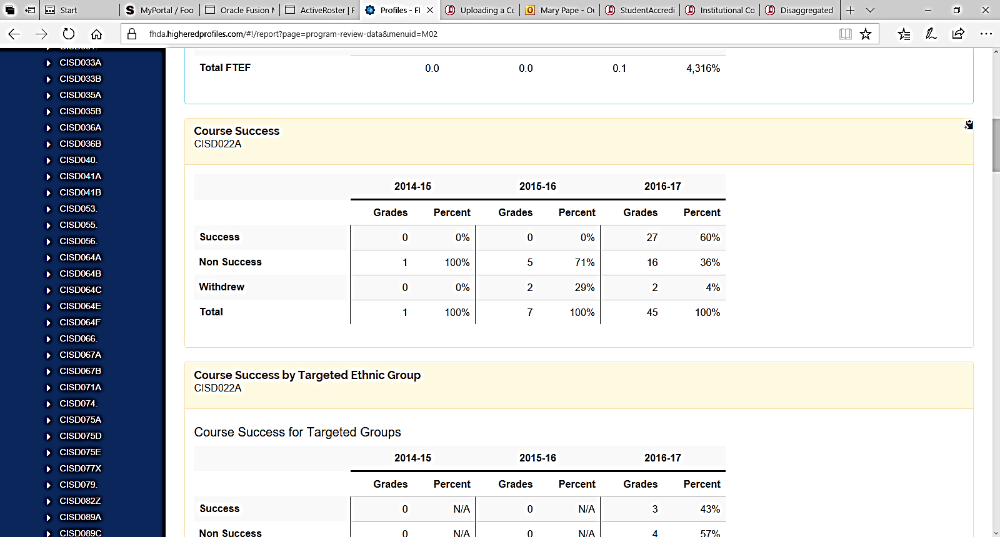 Start
MyPortal / Foo
Oracle Fusion
ActiveRoster | F
Profiles - F
Uploading a Co
Mary Pape - Ou
StudentAccredi
Institutional Co
Disaggregated
fhda.higheredprofiles.com/#!/report?page=program-review-data&menuid=M02
CISD033A
CISD033B
CISD035A
CISD035B
CISD036A
CISD036B
CISD040.
CISD041A
CISD041B
CISD053.
CISD055.
CISD056.
CISD064A
CISD064B
CISD064C
CISD064E
CISD064F
CISD066.
CISD067A
CISD067B
CISD071A
CISD074.
CISD075A
CISD075D
CISD075E
CISD077X
CISD079.
CISD082Z
CISD089A
CISD089C
Total FTEF 0.0 0.0 0.1 4,316%
Course Success
CISD022A
2014-15 2015-16 2016-17
Grades Percent Grades Percent Grades Percent
Success 0 0% 0 0% 27 60%
Non Success 1 100% 5 71% 16 36%
Withdrew 0 0% 2 29% 2 4%
Total 1 100% 7 100% 45 100%
Course Success by Targeted Ethnic Group
CISD022A
Course Success for Targeted Groups
2014-15 2015-16 2016-17
Grades Percent Grades Percent Grades Percent
Success 0 N/A 0 N/A 3 43%
Non Success 0 N/A 0 N/A 4 57%